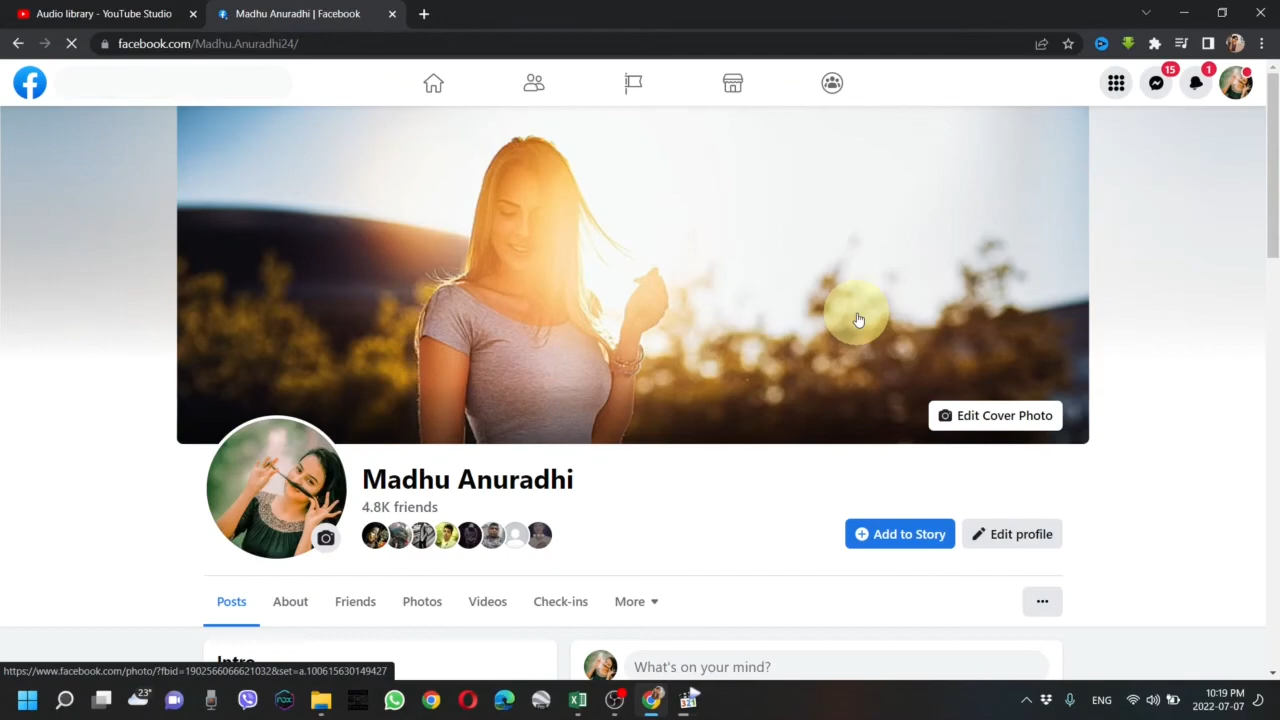 Audio library - YouTube Studio
Madhu Anuradhi | Facebook
facebook.com/Madhu.Anuradhi24/
15
1
Edit Cover Photo
Madhu Anuradhi
4.8K friends
Add to Story
Edit profile
Posts
About
Friends
Photos
Videos
Check-ins
More
Intro
What's on your mind?
https://www.facebook.com/photo/?fbid=1902566066621032&set=a.100615630149427
23°
nox
ENG
10:19 PM
2022-07-07